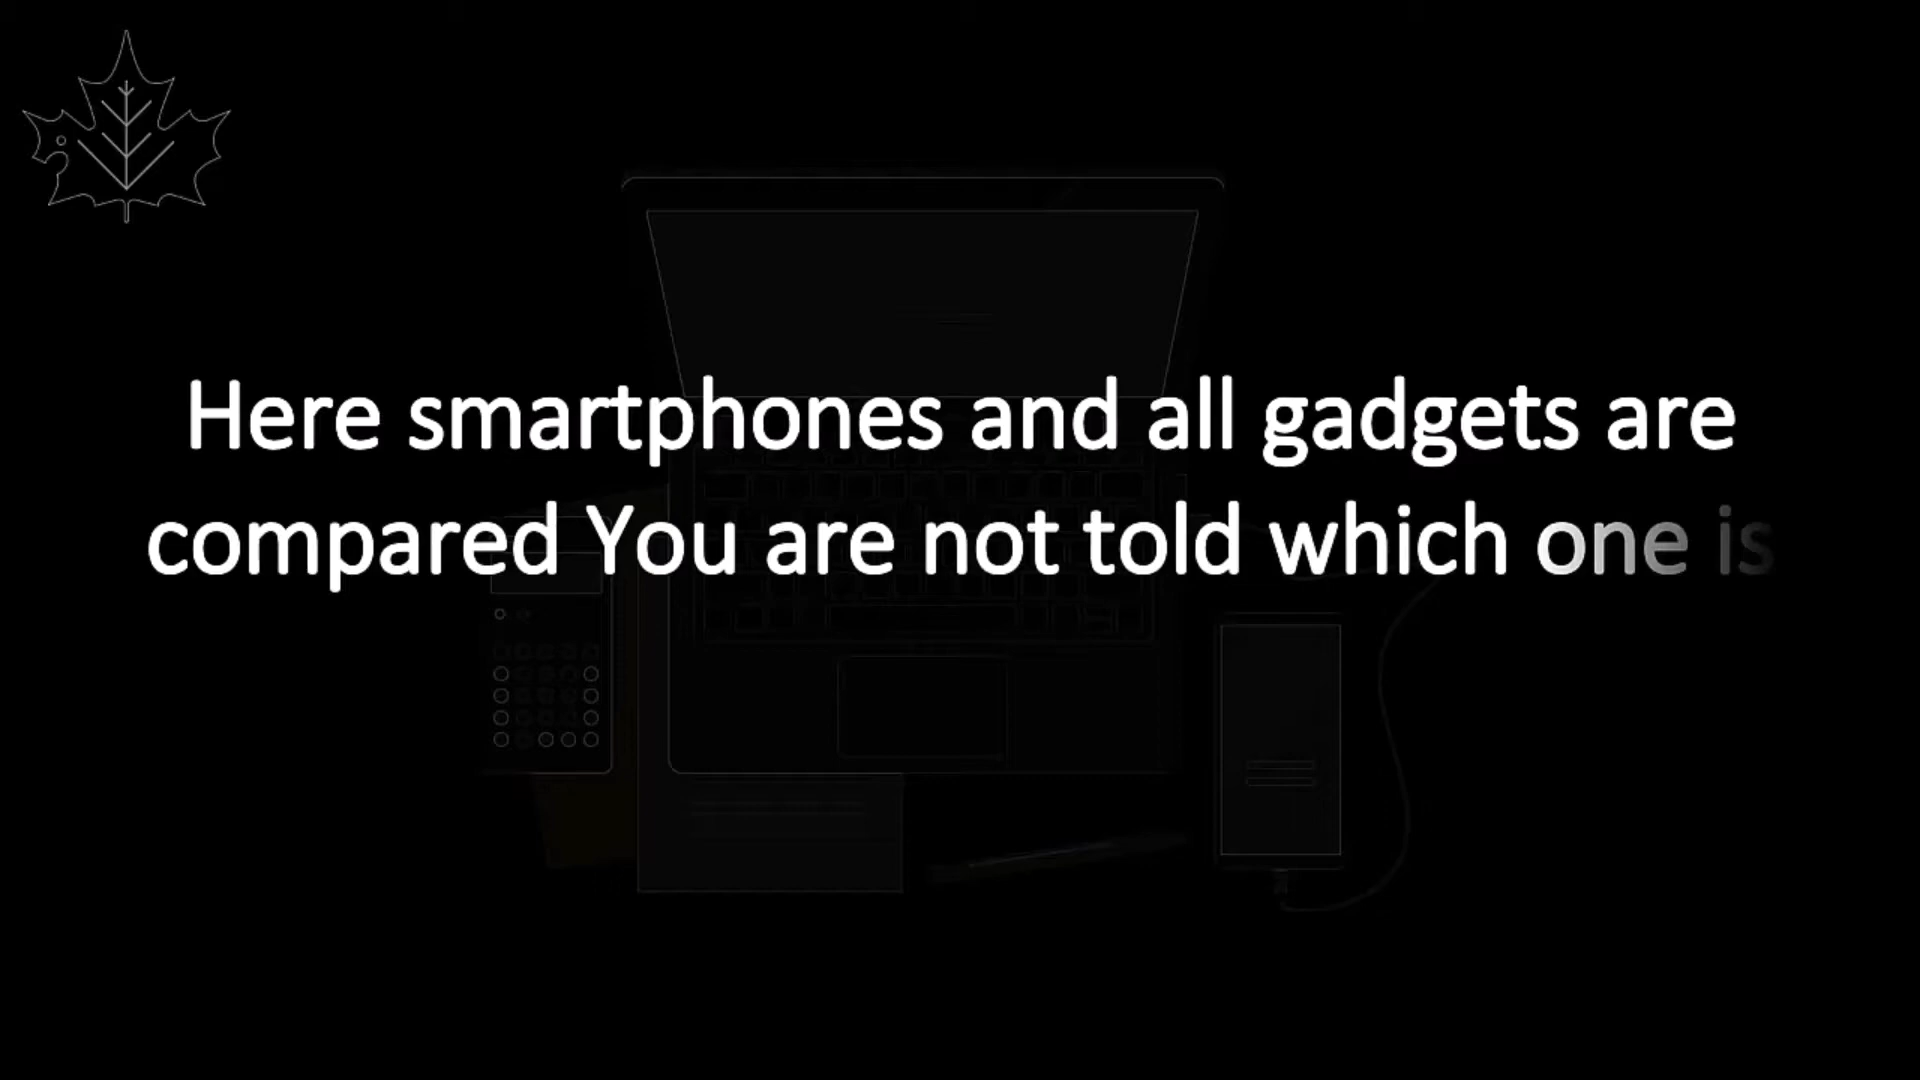 Here smartphones and all gadgets are
compared You are not told which one is